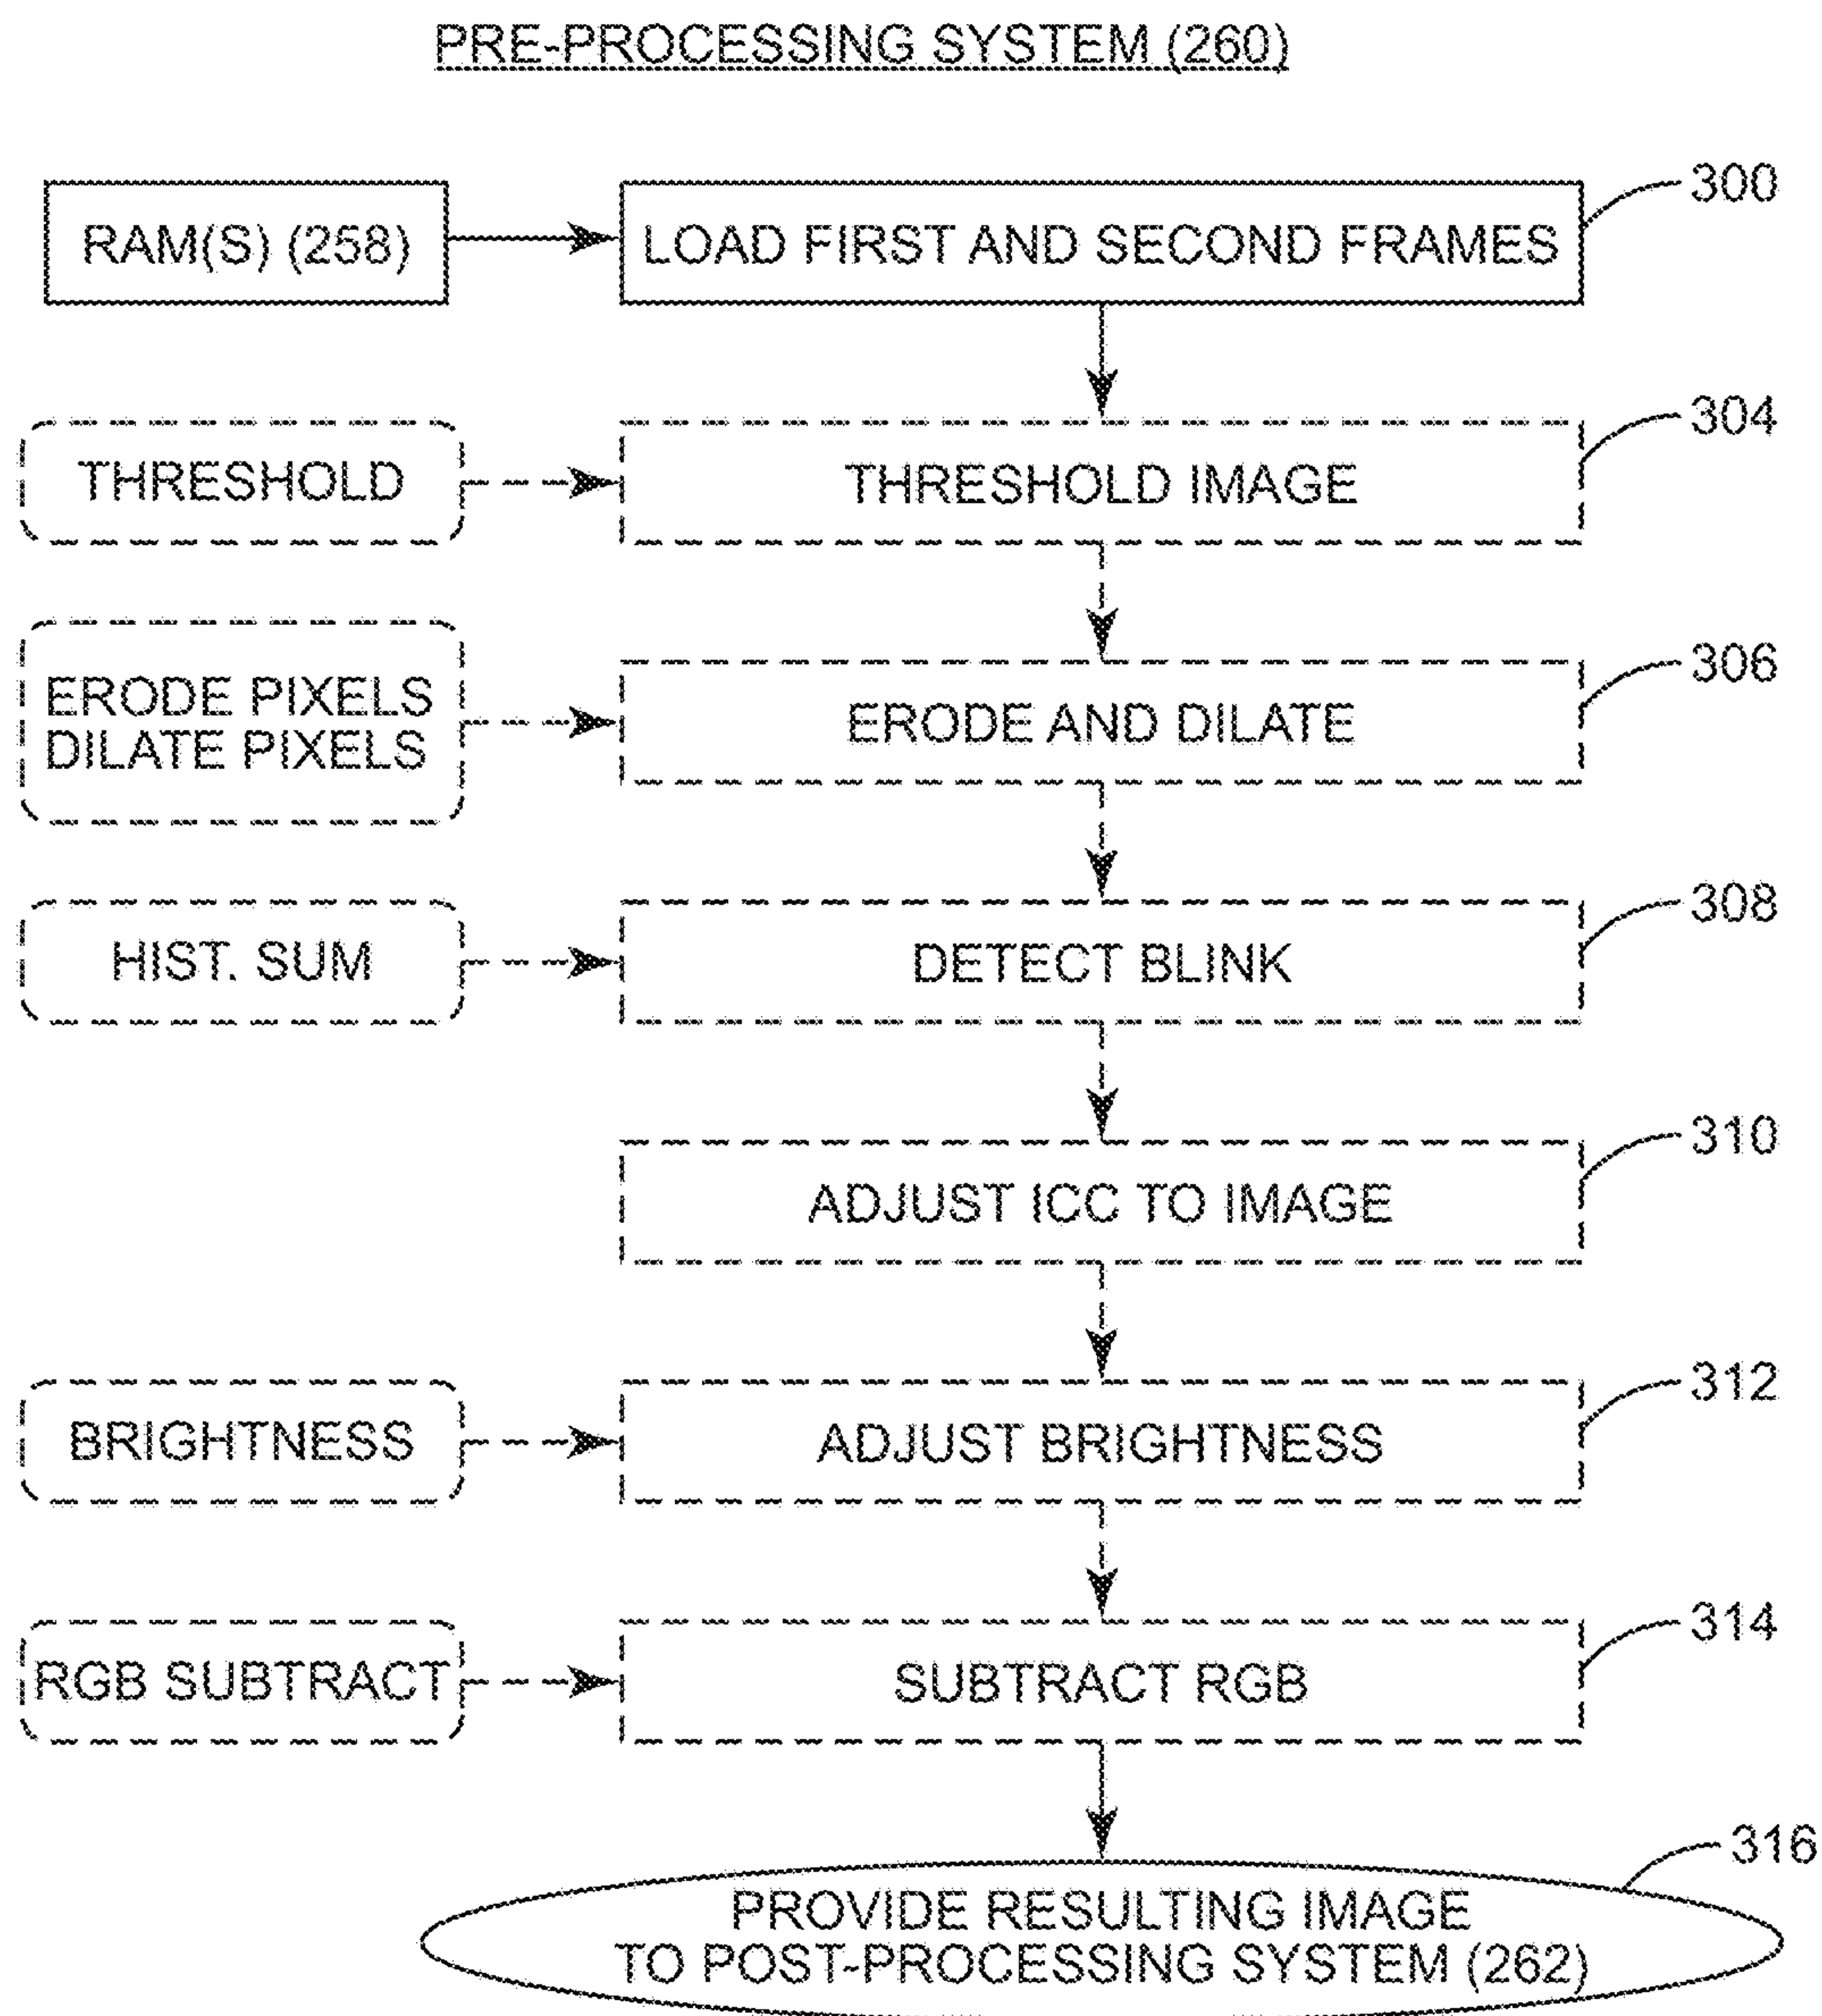 PRE-PROCESSING SYSTEM (260)
RAM(S) (258)
LOAD FIRST AND SECOND FRAMES
300
THRESHOLD
THRESHOLD IMAGE
304
ERODE PIXELS
DILATE PIXELS
ERODE AND DILATE
306
HIST. SUM
DETECT BLINK
308
ADJUST ICC TO IMAGE
310
BRIGHTNESS
ADJUST BRIGHTNESS
312
RGB SUBTRACT
SUBTRACT RGB
314
316
PROVIDE RESULTING IMAGE
TO POST-PROCESSING SYSTEM (262)